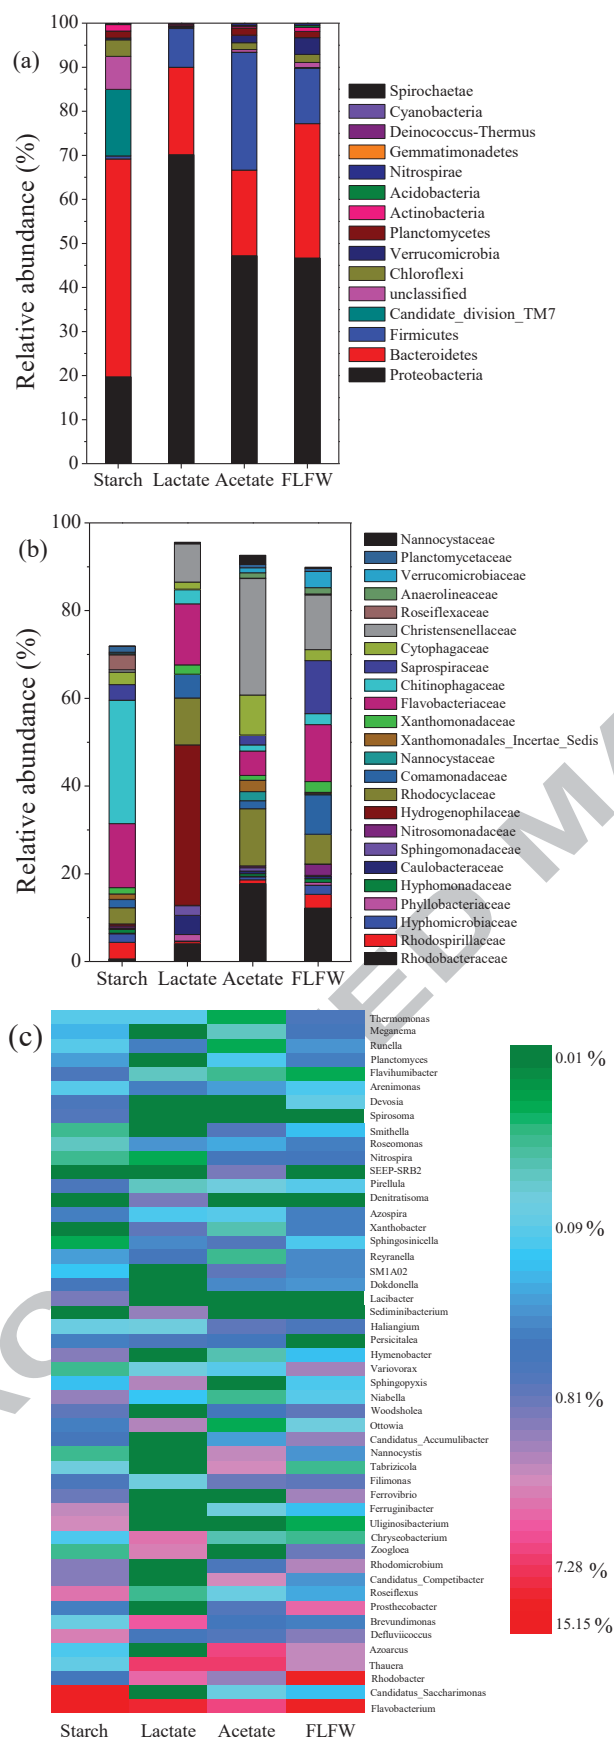 (a)
Relative abundance (%)
100
90
80
70
60
50
40
30
20
10
0
Starch Lactate Acetate FLFW
Spirochaetae
Cyanobacteria
Deinococcus-Thermus
Gemmatimonadetes
Nitrospirae
Acidobacteria
Actinobacteria
Planctomycetes
Verrucomicrobia
Chloroflexi
unclassified
Candidate_division_TM7
Firmicutes
Bacteroidetes
Proteobacteria
(b)
Relative abundance (%)
100
80
60
40
20
0
Starch Lactate Acetate FLFW
Nannocystaceae
Planctomycetaceae
Verrucomicrobiaceae
Anaerolineaceae
Roseiflexaceae
Christensenellaceae
Cytophagaceae
Saprospiraceae
Chitinophagaceae
Flavobacteriaceae
Xanthomonadaceae
Xanthomonadales_Incertae_Sedis
Nannocystaceae
Comamonadaceae
Rhodocyclaceae
Hydrogenophilaceae
Nitrosomonadaceae
Sphingomonadaceae
Caulobacteraceae
Hyphomonadaceae
Phyllobacteriaceae
Hyphomicrobiaceae
Rhodospirillaceae
Rhodobacteraceae
(c)
Thermomonas
Meganema
Runella
Planctomyces
Flavihumibacter
Arenimonas
Devosia
Spirosoma
Smithella
Roseomonas
Nitrospira
SEEP-SRB2
Pirellula
Denitratisoma
Azospira
Xanthobacter
Sphingosinicella
Reyranella
SM1A02
Dokdonella
Lacibacter
Sediminibacterium
Haliangium
Persicitalea
Hymenobacter
Variovorax
Sphingopyxis
Niabella
Woodsholea
Ottowia
Candidatus_Accumulibacter
Nannocystis
Tabrizicola
Filimonas
Ferrovibrio
Ferruginibacter
Uliginosibacterium
Chryseobacterium
Zoogloea
Rhodomicrobium
Candidatus_Competibacter
Roseiflexus
Prosthecobacter
Brevundimonas
Defluviicoccus
Azoarcus
Thauera
Rhodobacter
Candidatus_Saccharimonas
Flavobacterium
Starch Lactate Acetate FLFW
0.01 %
0.09 %
0.81 %
7.28 %
15.15 %